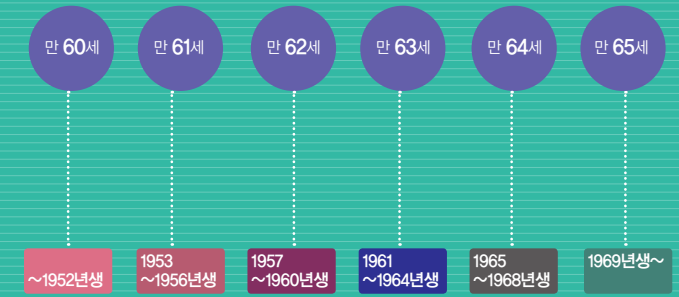 만 60세
만 61세
만 62세
만 63세
만 64세
만 65세
~1952년생
1953
~1956년생
1957
~1960년생
1961
~1964년생
1965
~1968년생
1969년생~